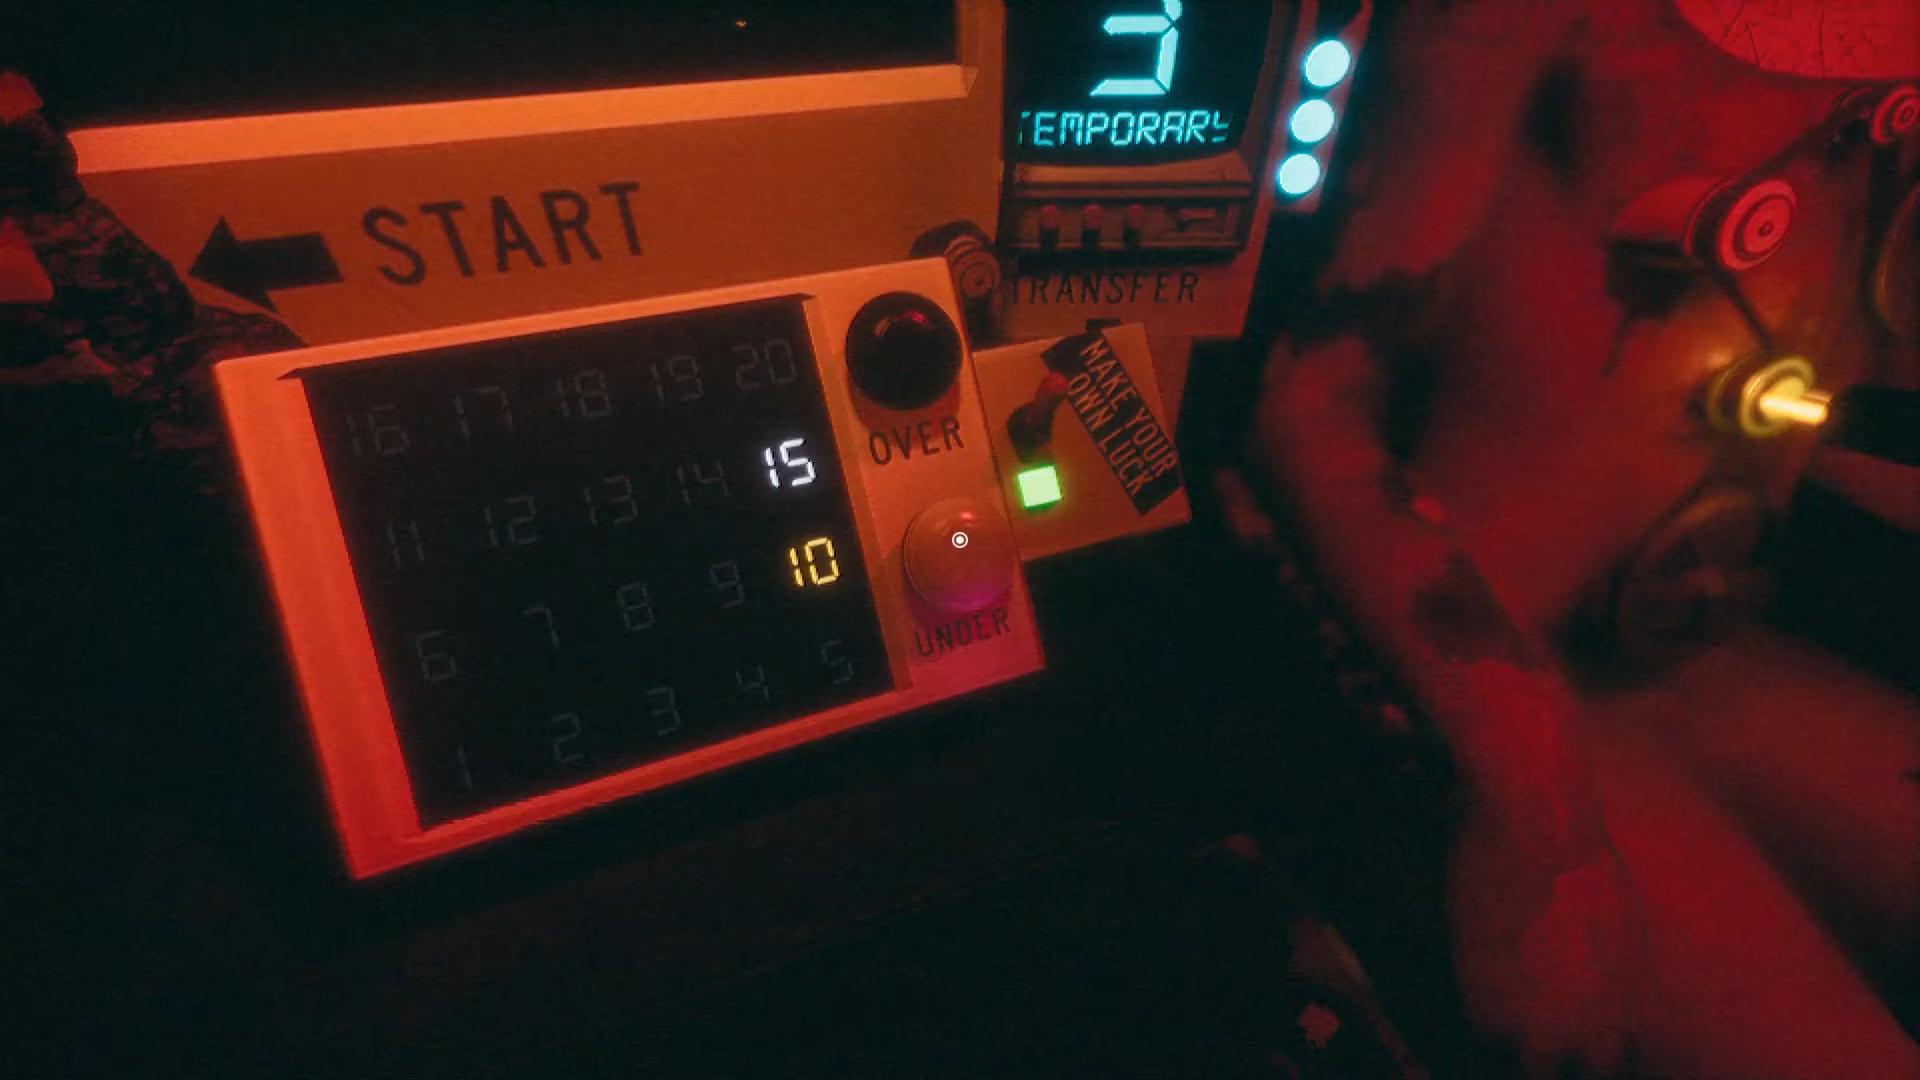 3
TEMPORARY
← START
TRANSFER
16 17 18 19 20
11 12 13 14 15
6 7 8 9 10
1 2 3 4 5
OVER
UNDER
MAKE YOUR
OWN LUCK